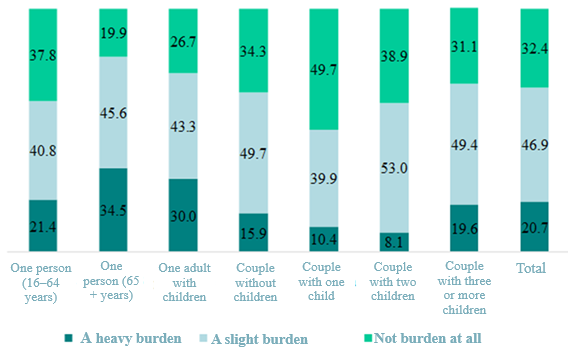 37.8 19.9 26.7 34.3 49.7 38.9 31.1 32.4
40.8 45.6 43.3 49.7 39.9 53.0 49.4 46.9
21.4 34.5 30.0 15.9 10.4 8.1 19.6 20.7
One person
(16–64
years)
One
person (65
+ years)
One adult
with
children
Couple
without
children
Couple
with one
child
Couple
with two
children
Couple
with three
or more
children
Total
A heavy burden A slight burden Not burden at all